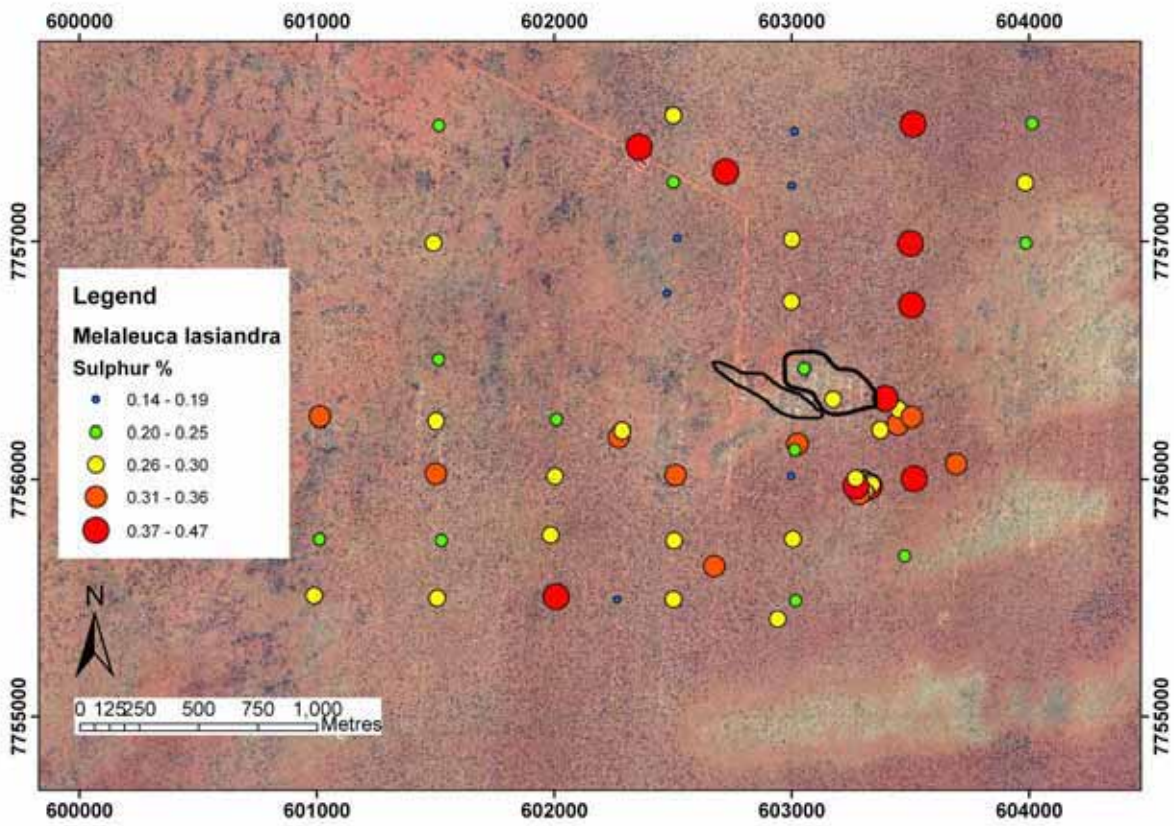 600000 601000 602000 603000 604000
7757000 7757000
Legend
Melaleuca lasiandra
Sulphur %
0.14 - 0.19
0.20 - 0.25
0.26 - 0.30
0.31 - 0.36
0.37 - 0.47
7756000 7756000
N
0 125250 500 750 1,000
Metres
7755000 7755000
600000 601000 602000 603000 604000